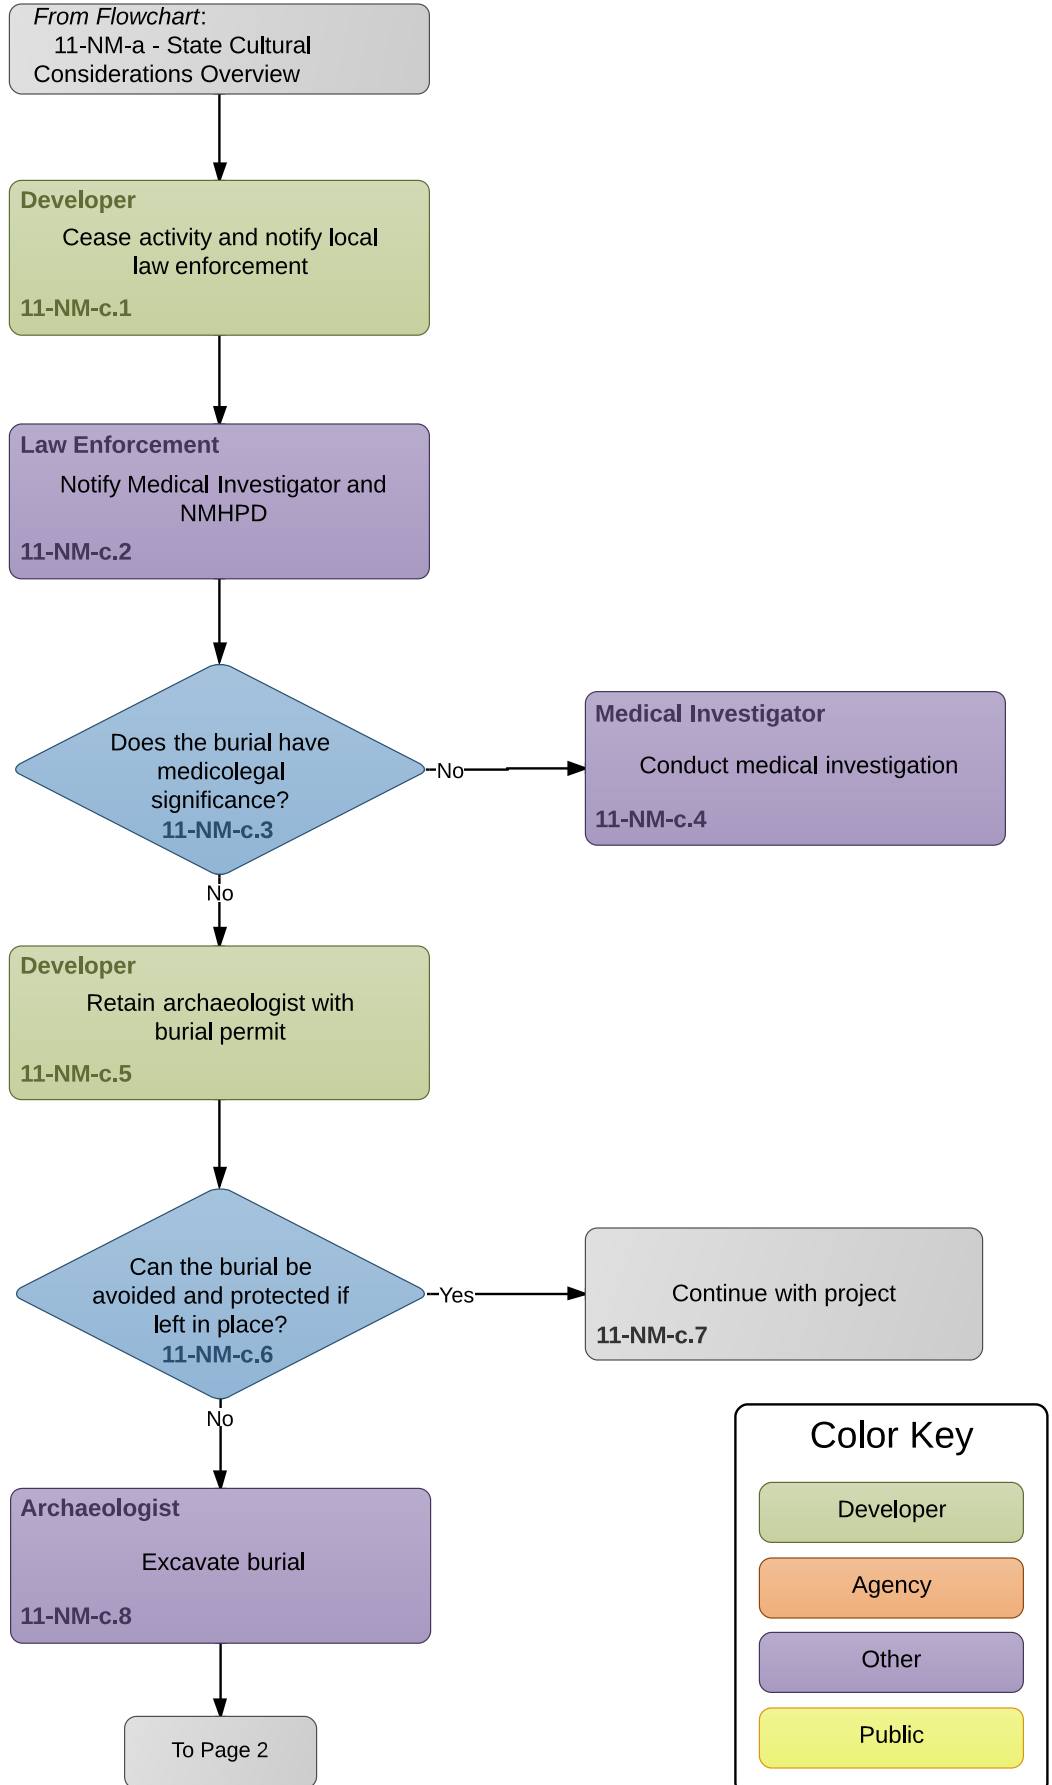 From Flowchart:
11-NM-a - State Cultural
Considerations Overview
Developer
Cease activity and notify local
law enforcement
11-NM-c.1
Law Enforcement
Notify Medical Investigator and
NMHPD
11-NM-c.2
Does the burial have
medicolegal
significance?
11-NM-c.3
No
Medical Investigator
Conduct medical investigation
11-NM-c.4
No
Developer
Retain archaeologist with
burial permit
11-NM-c.5
Can the burial be
avoided and protected if
left in place?
11-NM-c.6
Yes
Continue with project
11-NM-c.7
No
Archaeologist
Excavate burial
11-NM-c.8
To Page 2
Color Key
Developer
Agency
Other
Public